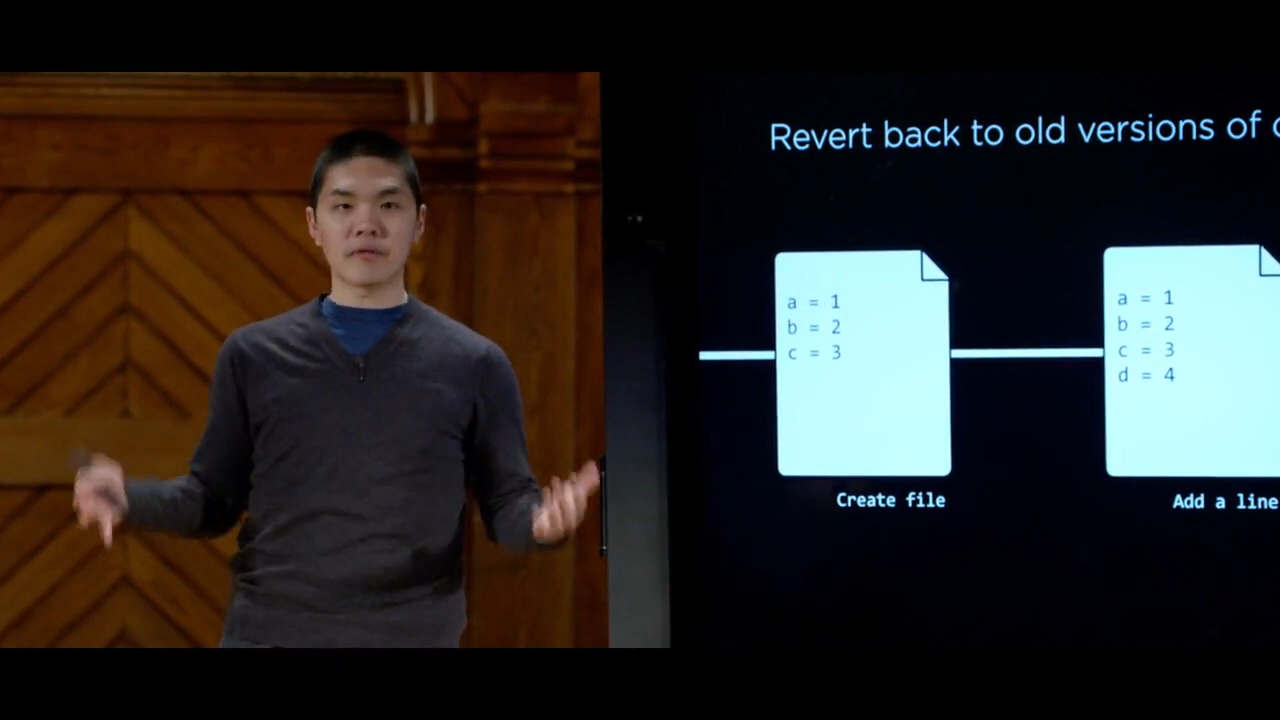 Revert back to old versions of
a = 1
b = 2
c = 3
Create file
a = 1
b = 2
c = 3
d = 4
Add a line